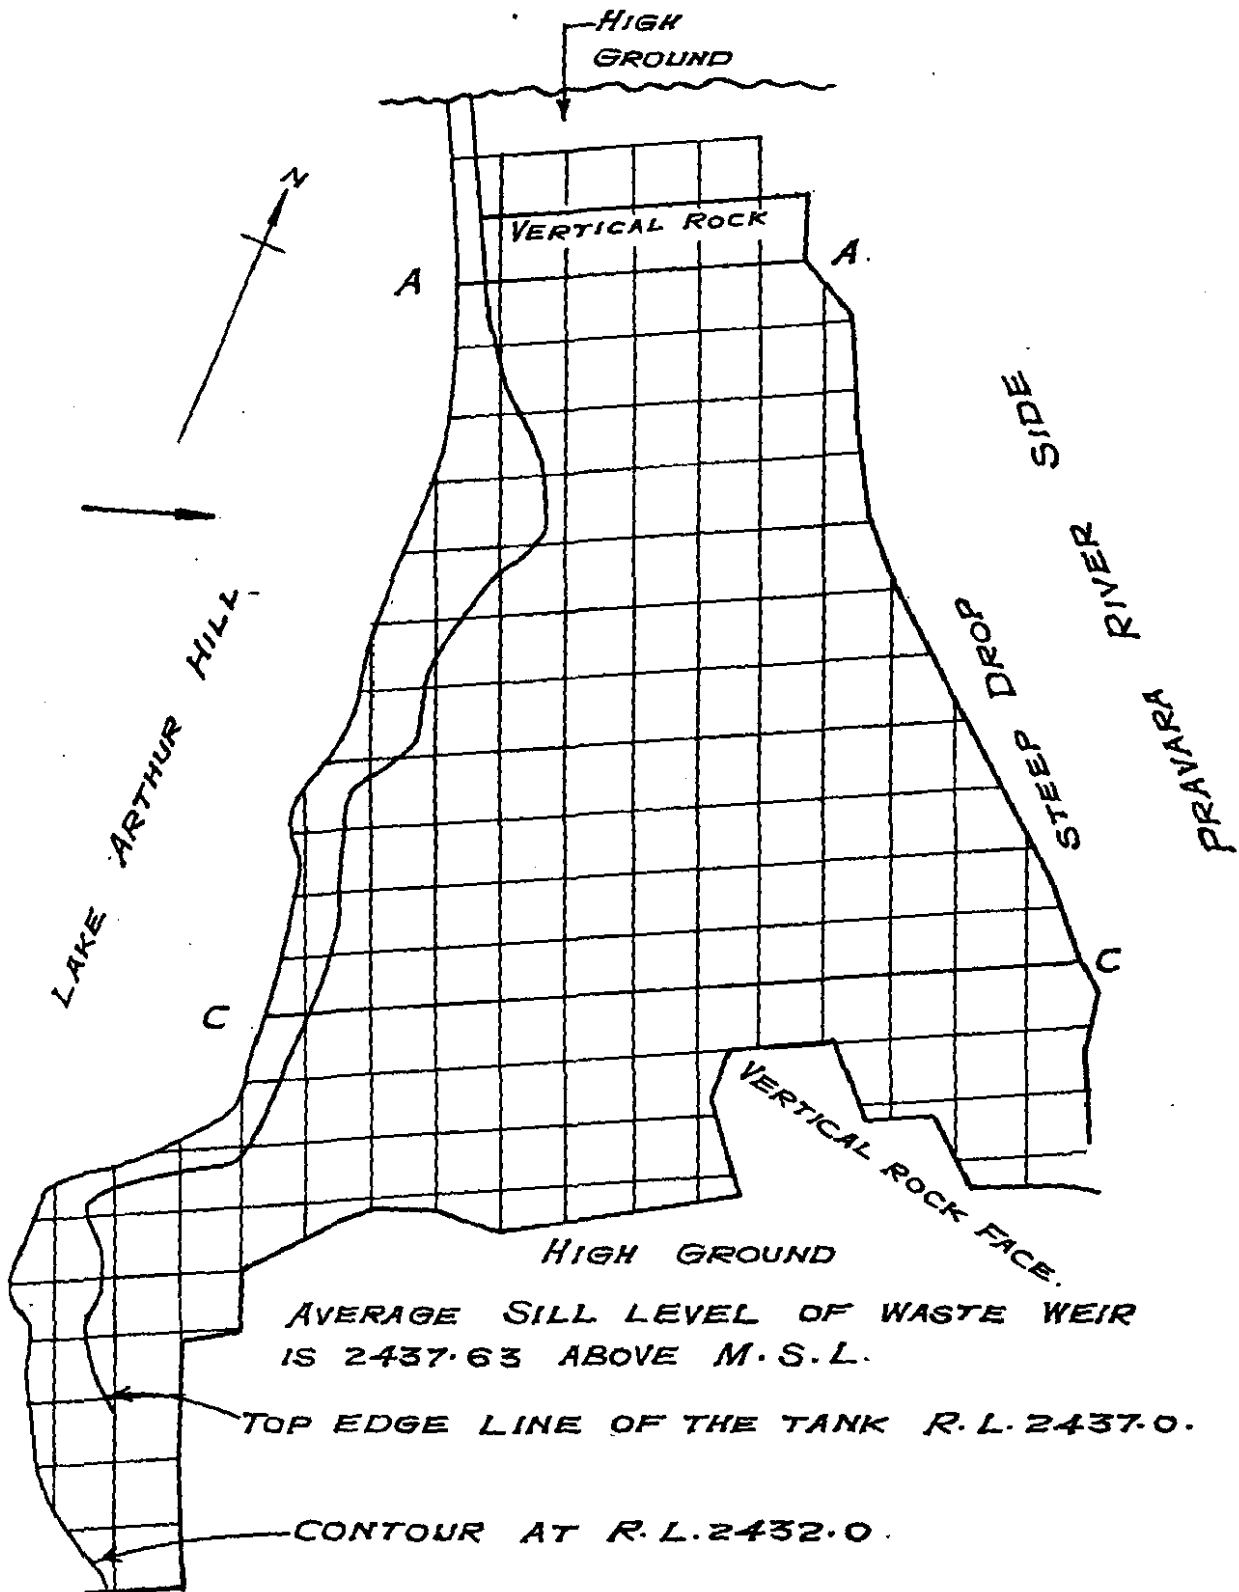 HIGH
GROUND
N
VERTICAL ROCK
A
A.
LAKE ARTHUR HILL.
STEEP DROP
PRAVARA RIVER SIDE
C
C
VERTICAL ROCK FACE.
HIGH GROUND
AVERAGE SILL LEVEL OF WASTE WEIR
IS 2437.63 ABOVE M.S.L.
TOP EDGE LINE OF THE TANK R.L.2437.0.
CONTOUR AT R.L.2432.0.